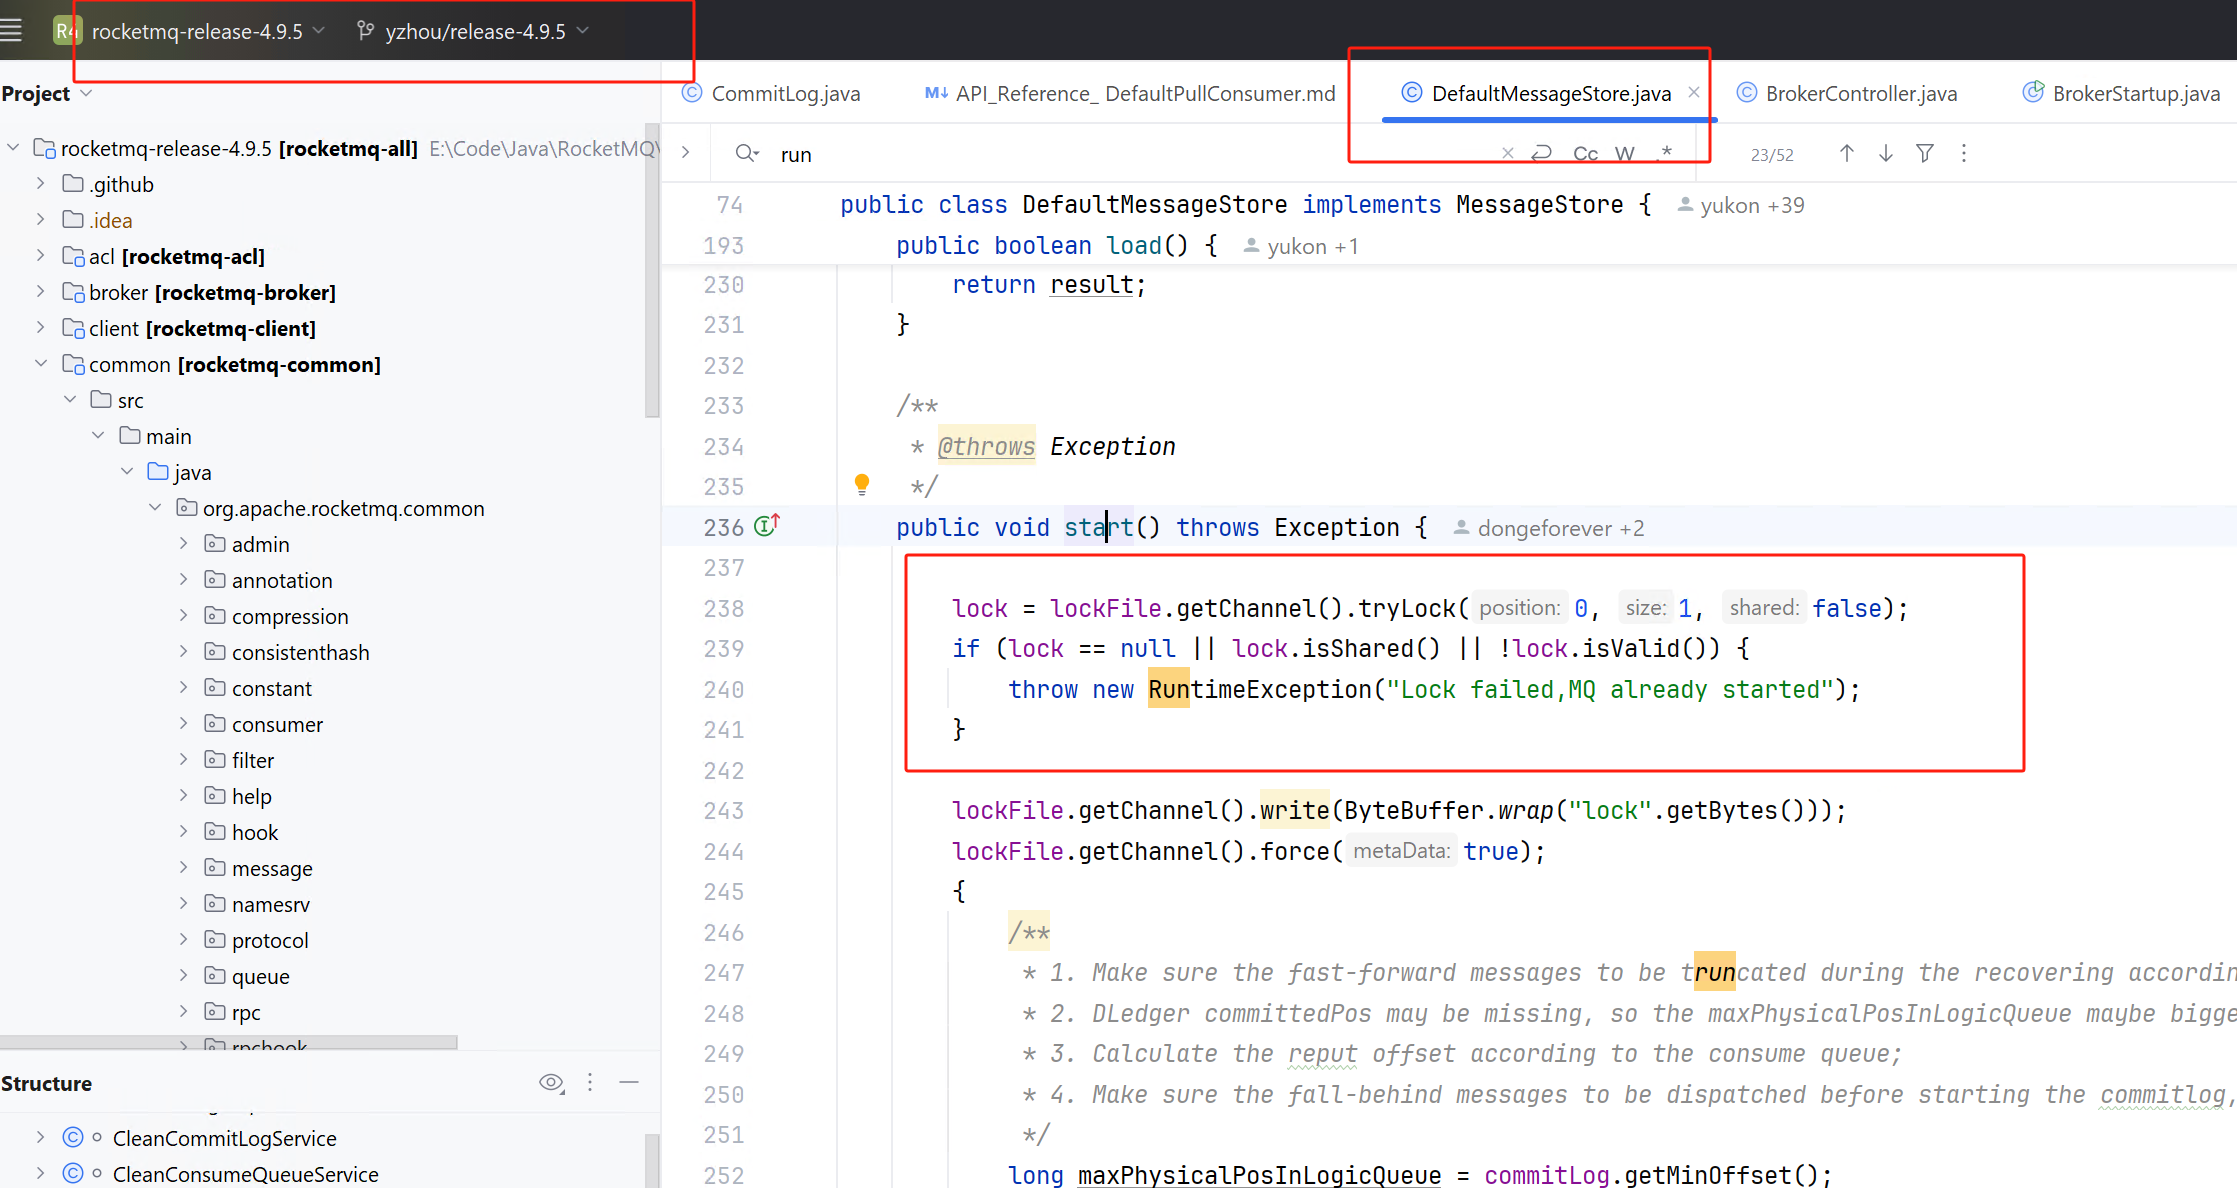 R4 rocketmq-release-4.9.5 yzhou/release-4.9.5
Project
CommitLog.java M↓ API_Reference_ DefaultPullConsumer.md DefaultMessageStore.java BrokerController.java BrokerStartup.java
run Cc W .* 23/52
rocketmq-release-4.9.5 [rocketmq-all] E:\Code\Java\RocketMQ\
.github
.idea
acl [rocketmq-acl]
broker [rocketmq-broker]
client [rocketmq-client]
common [rocketmq-common]
src
main
java
org.apache.rocketmq.common
admin
annotation
compression
consistenthash
constant
consumer
filter
help
hook
message
namesrv
protocol
queue
rpc
rpchook
Structure
CleanCommitLogService
CleanConsumeQueueService
74 public class DefaultMessageStore implements MessageStore { yukon +39
193 public boolean load() { yukon +1
230 return result;
231 }
232
233 /**
234 * @throws Exception
235 */
236 public void start() throws Exception { dongeforever +2
237
238 lock = lockFile.getChannel().tryLock( position: 0, size: 1, shared: false);
239 if (lock == null || lock.isShared() || !lock.isValid()) {
240 throw new RuntimeException("Lock failed,MQ already started");
241 }
242
243 lockFile.getChannel().write(ByteBuffer.wrap("lock".getBytes()));
244 lockFile.getChannel().force( metaData: true);
245 {
246 /**
247 * 1. Make sure the fast-forward messages to be truncated during the recovering accordin
248 * 2. DLedger committedPos may be missing, so the maxPhysicalPosInLogicQueue maybe bigge
249 * 3. Calculate the reput offset according to the consume queue;
250 * 4. Make sure the fall-behind messages to be dispatched before starting the commitlog,
251 */
252 long maxPhysicalPosInLogicQueue = commitLog.getMinOffset();